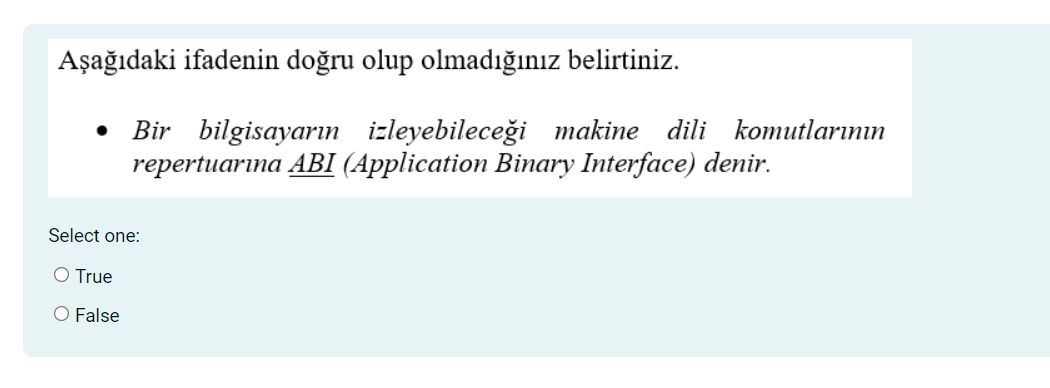 Aşağıdaki ifadenin doğru olup olmadığınız belirtiniz.
• Bir bilgisayarın izleyebileceği makine dili komutlarının
repertuarına ABI (Application Binary Interface) denir.
Select one:
True
False